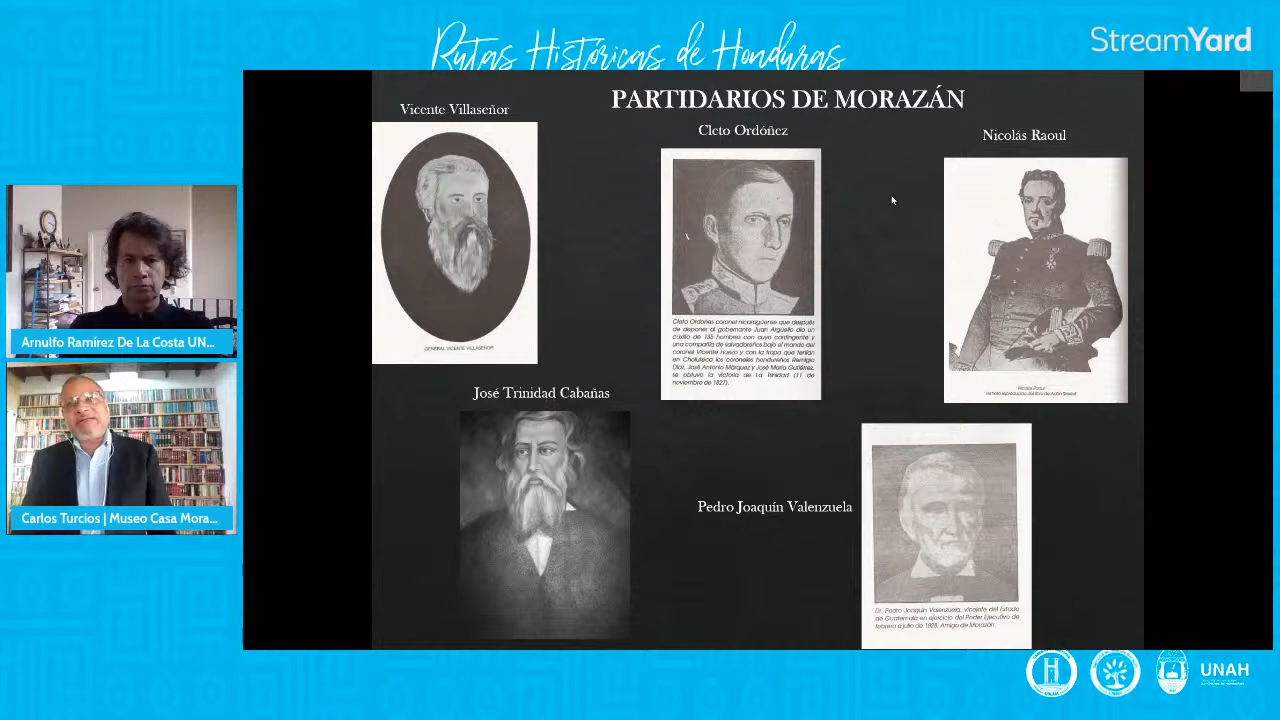 Rutas Históricas de Honduras
StreamYard
PARTIDARIOS DE MORAZÁN
Vicente Villaseñor
GENERAL VICENTE VILLASEÑOR
Cleto Ordóñez
Cleto Ordóñes coronel nicaragüense que después
de deponer al gobernante Juan Argüello dio un
cuxilio de 135 hombres con cuyo contingente y
una compañía de salvadoreños bajo el mando del
coronel Vicente Huezo y con la tropa que tenían
en Choluteca los coroneles hondureños Remigio
Díaz, José Antonio Márquez y José María Gutiérrez,
se obtuvo la victoria de La Trinidad (11 de
noviembre de 1827).
Nicolás Raoul
Nicolás Raoul
José Trinidad Cabañas
Pedro Joaquín Valenzuela
Dr. Pedro Joaquín Valenzuela, vicejefe del Estado
de Guatemala en ejercicio del Poder Ejecutivo de
febrero a julio de 1828. Amigo de Morazán.
Arnulfo Ramírez De La Costa UN...
Carlos Turcios | Museo Casa Mora...
UNAH